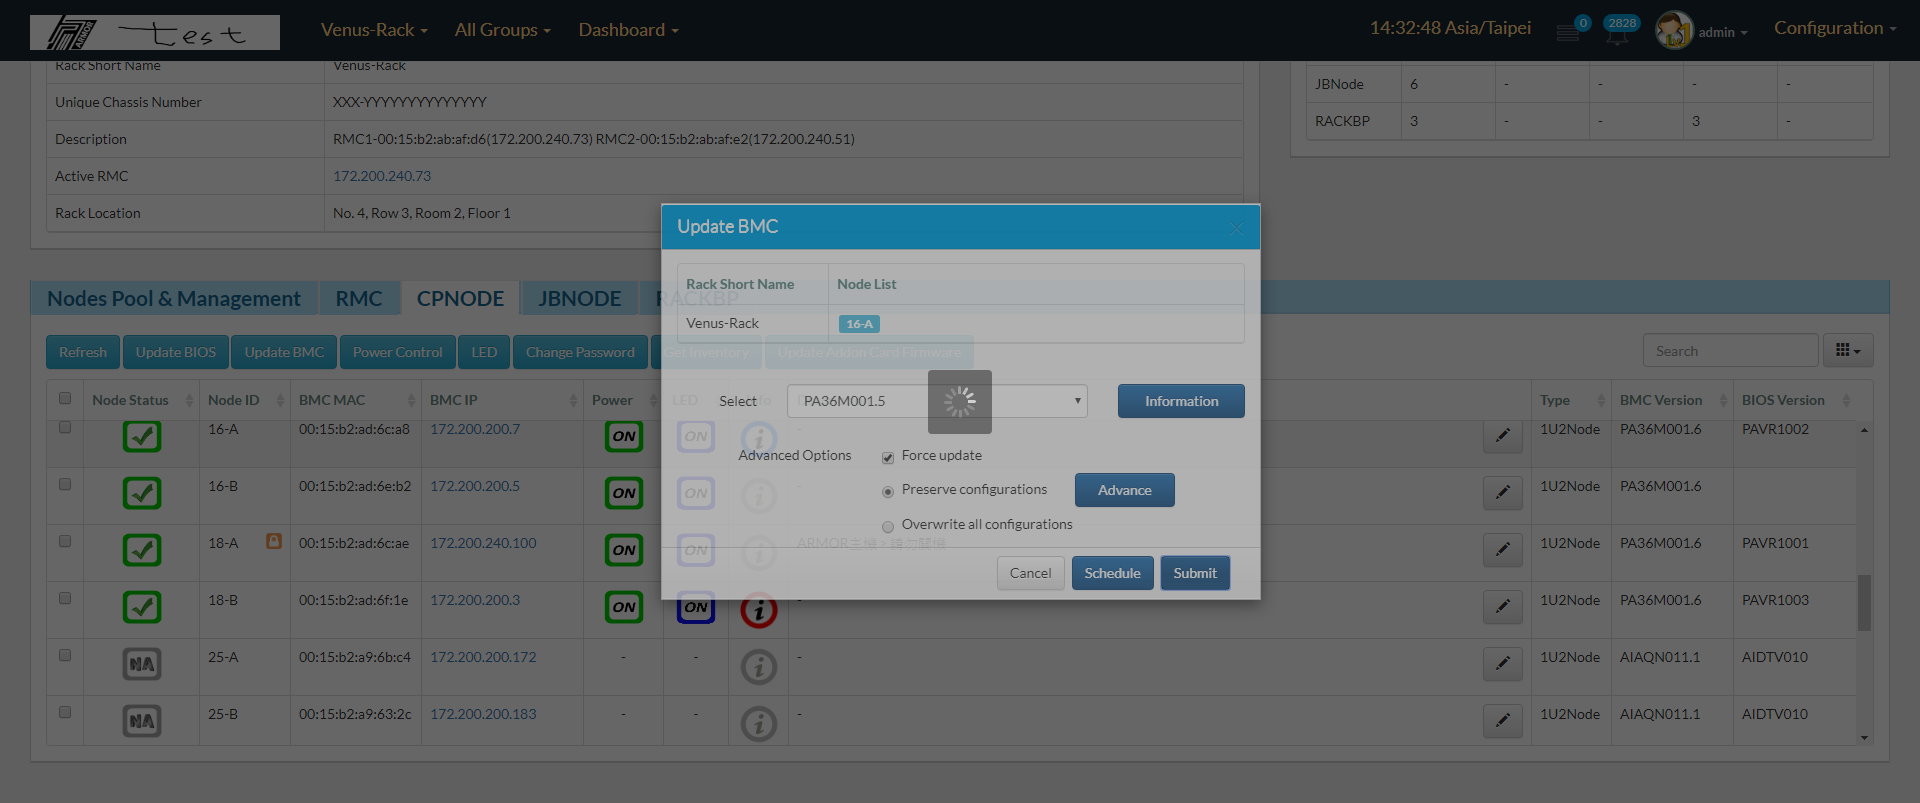 ARMOR test Venus-Rack All Groups Dashboard 14:32:48 Asia/Taipei 0 2828 admin Configuration
Rack Short Name Venus-Rack
Unique Chassis Number XXX-YYYYYYYYYYYYYY
Description RMC1-00:15:b2:ab:af:d6(172.200.240.73) RMC2-00:15:b2:ab:af:e2(172.200.240.51)
Active RMC 172.200.240.73
Rack Location No. 4, Row 3, Room 2, Floor 1
JBNode 6 - - - -
RACKBP 3 - - 3 -
Update BMC ×
Rack Short Name Node List
Venus-Rack 16-A
Select PA36M001.5 Information
Advanced Options Force update
Preserve configurations Advance
Overwrite all configurations
Cancel Schedule Submit
Nodes Pool & Management RMC CPNODE JBNODE RACKBP
Refresh Update BIOS Update BMC Power Control LED Change Password Get Inventory Update Addon Card Firmware Search
Node Status Node ID BMC MAC BMC IP Power LED Type BMC Version BIOS Version
16-A 00:15:b2:ad:6c:a8 172.200.200.7 ON ON i - 1U2Node PA36M001.6 PAVR1002
16-B 00:15:b2:ad:6e:b2 172.200.200.5 ON ON i - 1U2Node PA36M001.6
18-A 00:15:b2:ad:6c:ae 172.200.240.100 ON ON i ARMOR主機 > 請勿關機 1U2Node PA36M001.6 PAVR1001
18-B 00:15:b2:ad:6f:1e 172.200.200.3 ON ON i - 1U2Node PA36M001.6 PAVR1003
NA 25-A 00:15:b2:a9:6b:c4 172.200.200.172 - - i - 1U2Node AIAQN011.1 AIDTV010
NA 25-B 00:15:b2:a9:63:2c 172.200.200.183 - - i - 1U2Node AIAQN011.1 AIDTV010